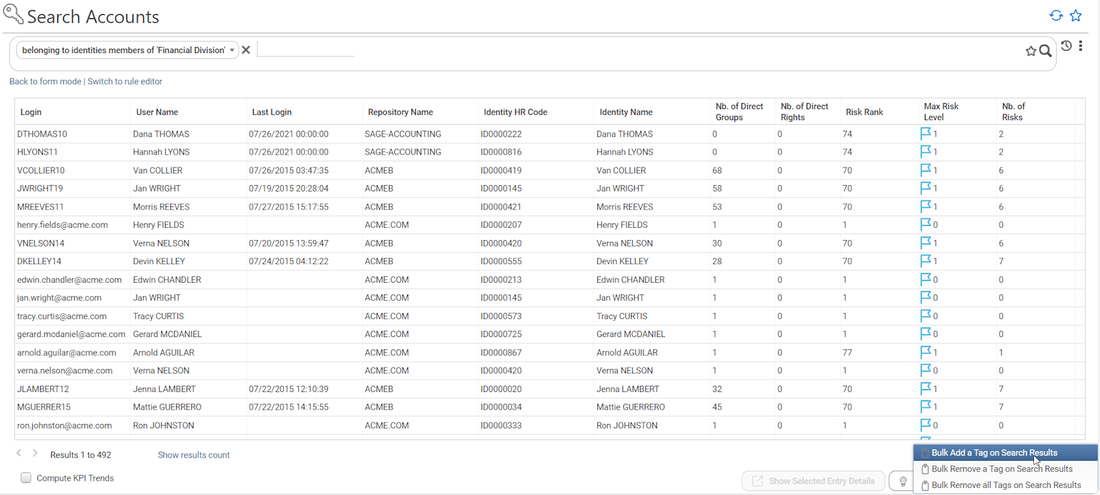 Search Accounts
belonging to identities members of 'Financial Division'
Back to form mode | Switch to rule editor
Login User Name Last Login Repository Name Identity HR Code Identity Name Nb. of Direct Groups Nb. of Direct Rights Risk Rank Max Risk Level Nb. of Risks
DTHOMAS10 Dana THOMAS 07/26/2021 00:00:00 SAGE-ACCOUNTING ID0000222 Dana THOMAS 0 0 74 1 2
HLYONS11 Hannah LYONS 07/26/2021 00:00:00 SAGE-ACCOUNTING ID0000816 Hannah LYONS 0 0 74 1 2
VCOLLIER10 Van COLLIER 07/26/2015 03:47:35 ACMEB ID0000419 Van COLLIER 68 0 70 1 6
JWRIGHT19 Jan WRIGHT 07/19/2015 20:28:04 ACMEB ID0000145 Jan WRIGHT 58 0 70 1 6
MREEVES11 Morris REEVES 07/27/2015 15:17:55 ACMEB ID0000421 Morris REEVES 53 0 70 1 6
henry.fields@acme.com Henry FIELDS ACME.COM ID0000207 Henry FIELDS 1 0 1 0 0
VNELSON14 Verna NELSON 07/20/2015 13:59:47 ACMEB ID0000420 Verna NELSON 30 0 70 1 6
DKELLEY14 Devin KELLEY 07/24/2015 04:12:22 ACMEB ID0000555 Devin KELLEY 28 0 70 1 7
edwin.chandler@acme.com Edwin CHANDLER ACME.COM ID0000213 Edwin CHANDLER 1 0 1 0 0
jan.wright@acme.com Jan WRIGHT ACME.COM ID0000145 Jan WRIGHT 1 0 1 0 0
tracy.curtis@acme.com Tracy CURTIS ACME.COM ID0000573 Tracy CURTIS 1 0 1 0 0
gerard.mcdaniel@acme.com Gerard MCDANIEL ACME.COM ID0000725 Gerard MCDANIEL 1 0 1 0 0
arnold.aguilar@acme.com Arnold AGUILAR ACME.COM ID0000867 Arnold AGUILAR 1 0 77 1 1
verna.nelson@acme.com Verna NELSON ACME.COM ID0000420 Verna NELSON 1 0 1 0 0
JLAMBERT12 Jenna LAMBERT 07/22/2015 12:10:39 ACMEB ID0000020 Jenna LAMBERT 32 0 70 1 7
MGUERRER15 Mattie GUERRERO 07/22/2015 14:15:55 ACMEB ID0000034 Mattie GUERRERO 45 0 70 1 7
ron.johnston@acme.com Ron JOHNSTON ACME.COM ID0000333 Ron JOHNSTON 1 0 1 0 0
Results 1 to 492 Show results count
Bulk Add a Tag on Search Results
Bulk Remove a Tag on Search Results
Compute KPI Trends Show Selected Entry Details
Bulk Remove all Tags on Search Results